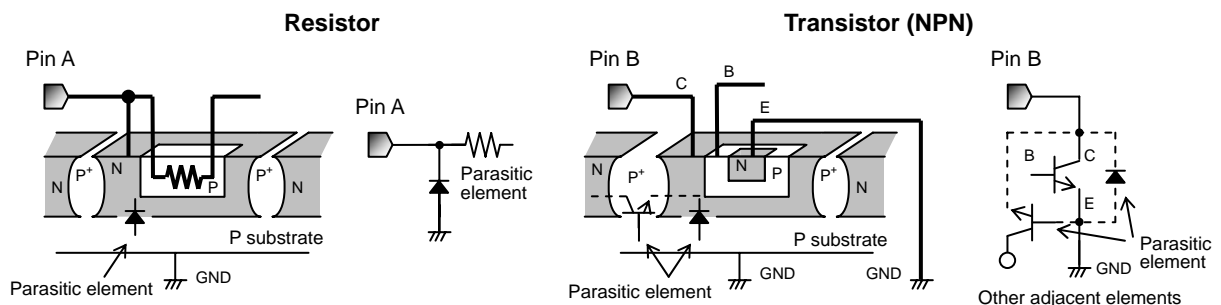 Resistor
Transistor (NPN)
Pin A
N
P+
N
P
P+
N
P substrate
Parasitic element
GND
Pin A
Parasitic
element
Pin B
C
B
E
N
P+
N
P
P+
N
P substrate
Parasitic element
GND
GND
Pin B
B
C
E
GND
Parasitic
element
Other adjacent elements